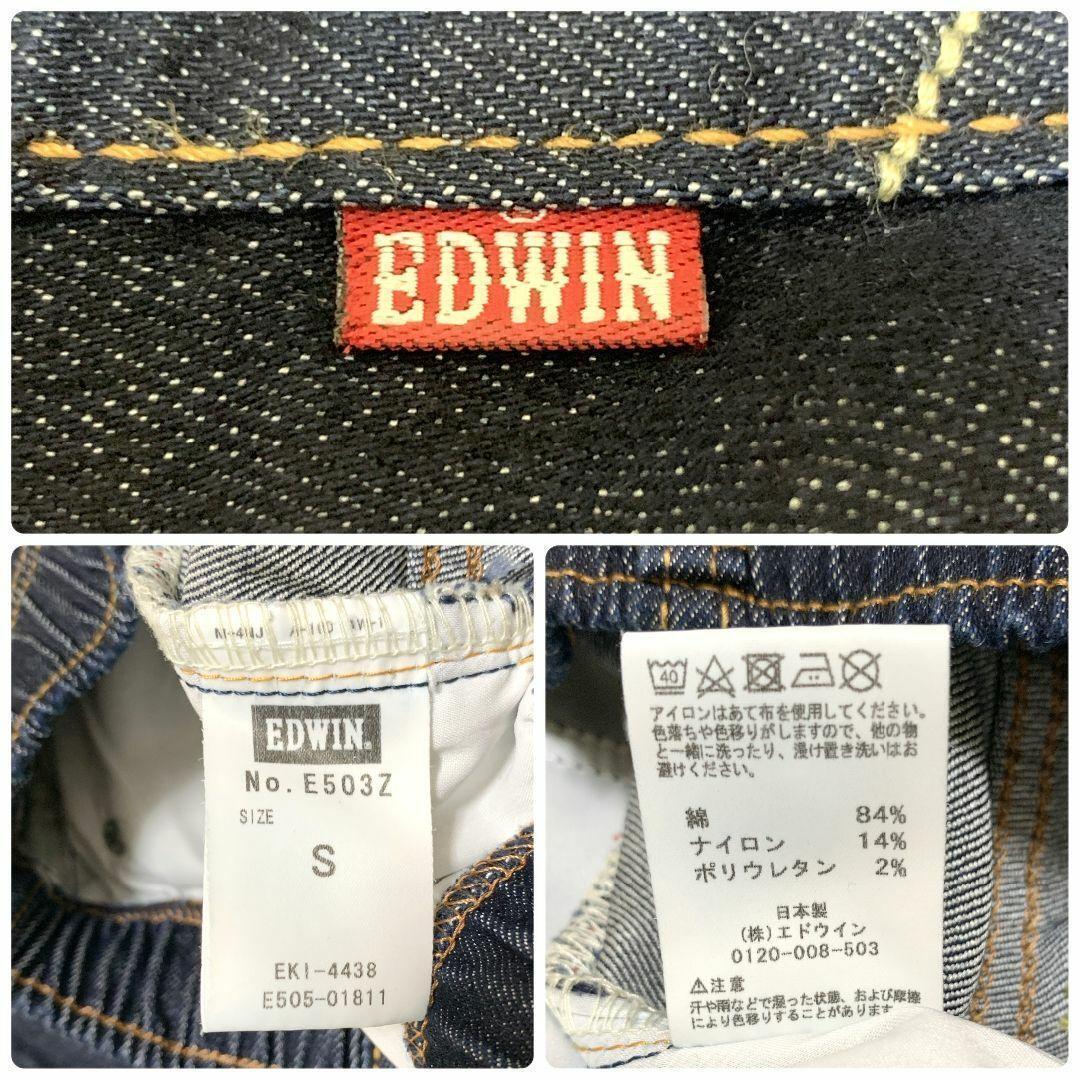 EDWIN
EDWIN.
No. E503Z
SIZE
S
EKI-4438
E505-01811
40
アイロンはあて布を使用してください。
色落ちや色移りがしますので、他の物
と一緒に洗ったり、浸け置き洗いはお
避けください。
綿 84%
ナイロン 14%
ポリウレタン 2%
日本製
(株)エドウイン
0120-008-503
⚠注意
汗や雨などで湿った状態、および摩擦
により色移りすることがあります。